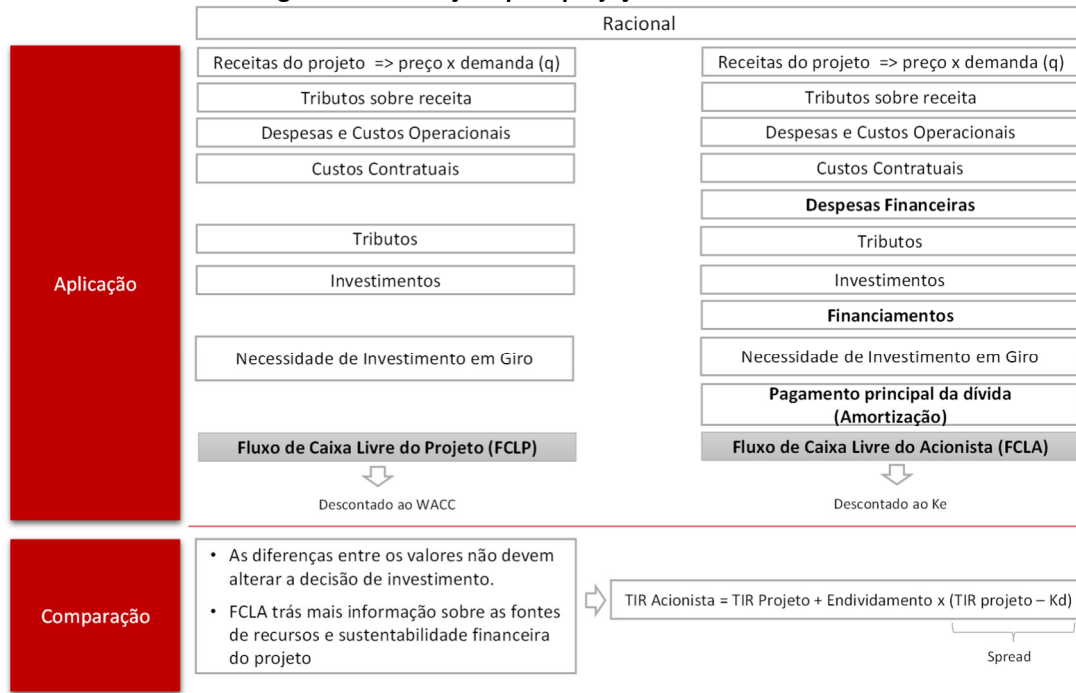 Racional
Aplicação
Receitas do projeto => preço x demanda (q)
Tributos sobre receita
Despesas e Custos Operacionais
Custos Contratuais
Tributos
Investimentos
Necessidade de Investimento em Giro
Fluxo de Caixa Livre do Projeto (FCLP)
Descontado ao WACC
Receitas do projeto => preço x demanda (q)
Tributos sobre receita
Despesas e Custos Operacionais
Custos Contratuais
Despesas Financeiras
Tributos
Investimentos
Financiamentos
Necessidade de Investimento em Giro
Pagamento principal da dívida
(Amortização)
Fluxo de Caixa Livre do Acionista (FCLA)
Descontado ao Ke
Comparação
• As diferenças entre os valores não devem
alterar a decisão de investimento.
• FCLA trás mais informação sobre as fontes
de recursos e sustentabilidade financeira
do projeto
TIR Acionista = TIR Projeto + Endividamento x (TIR projeto – Kd)
Spread